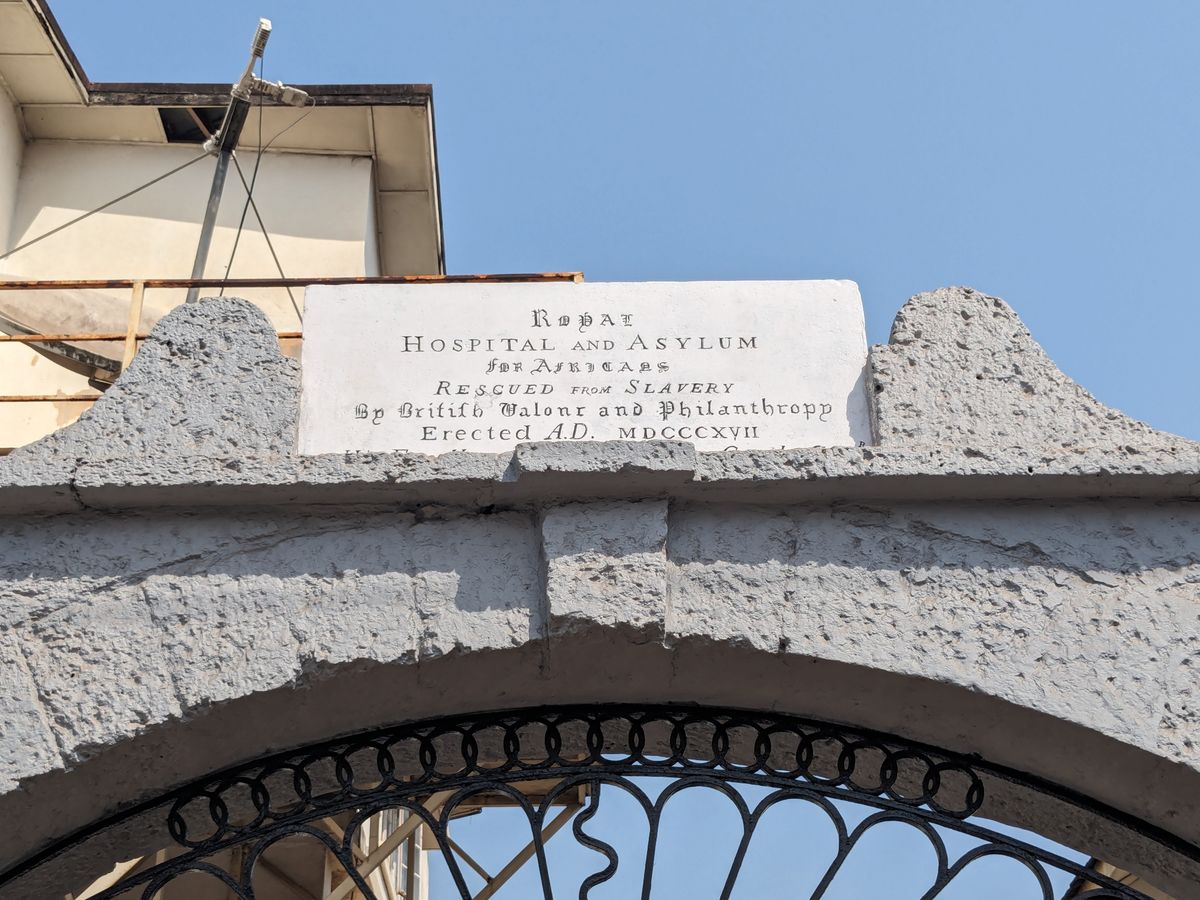 Royal
HOSPITAL AND ASYLUM
for AFRICANS
RESCUED FROM SLAVERY
By British Valour and Philanthropy
Erected A.D. MDCCCXVII